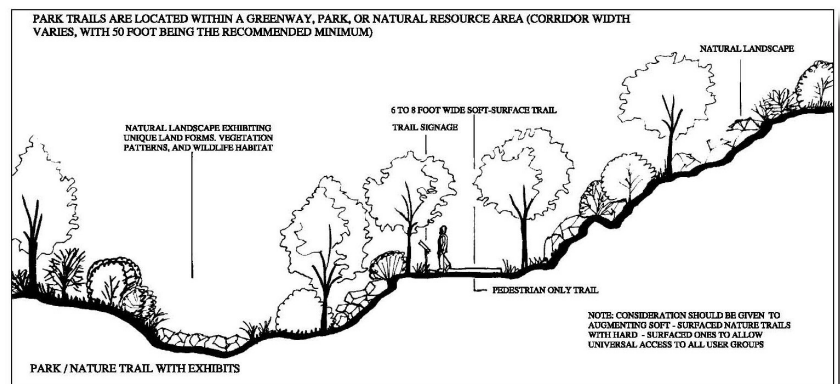 PARK TRAILS ARE LOCATED WITHIN A GREENWAY, PARK, OR NATURAL RESOURCE AREA (CORRIDOR WIDTH
VARIES, WITH 50 FOOT BEING THE RECOMMENDED MINIMUM)
NATURAL LANDSCAPE
6 TO 8 FOOT WIDE SOFT-SURFACE TRAIL
TRAIL SIGNAGE
NATURAL LANDSCAPE EXHIBITING
UNIQUE LAND FORMS, VEGETATION
PATTERNS, AND WILDLIFE HABITAT
PEDESTRIAN ONLY TRAIL
NOTE: CONSIDERATION SHOULD BE GIVEN TO
AUGMENTING SOFT - SURFACED NATURE TRAILS
WITH HARD - SURFACED ONES TO ALLOW
UNIVERSAL ACCESS TO ALL USER GROUPS
PARK / NATURE TRAIL WITH EXHIBITS